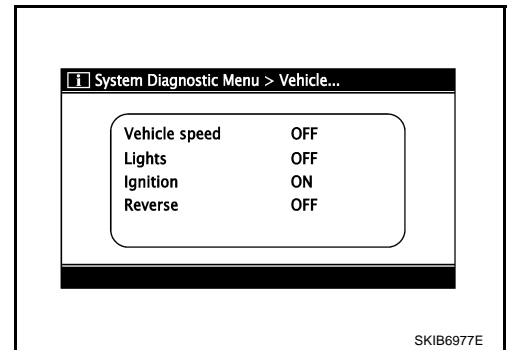 i System Diagnostic Menu > Vehicle...
Vehicle speed OFF
Lights OFF
Ignition ON
Reverse OFF
SKIB6977E